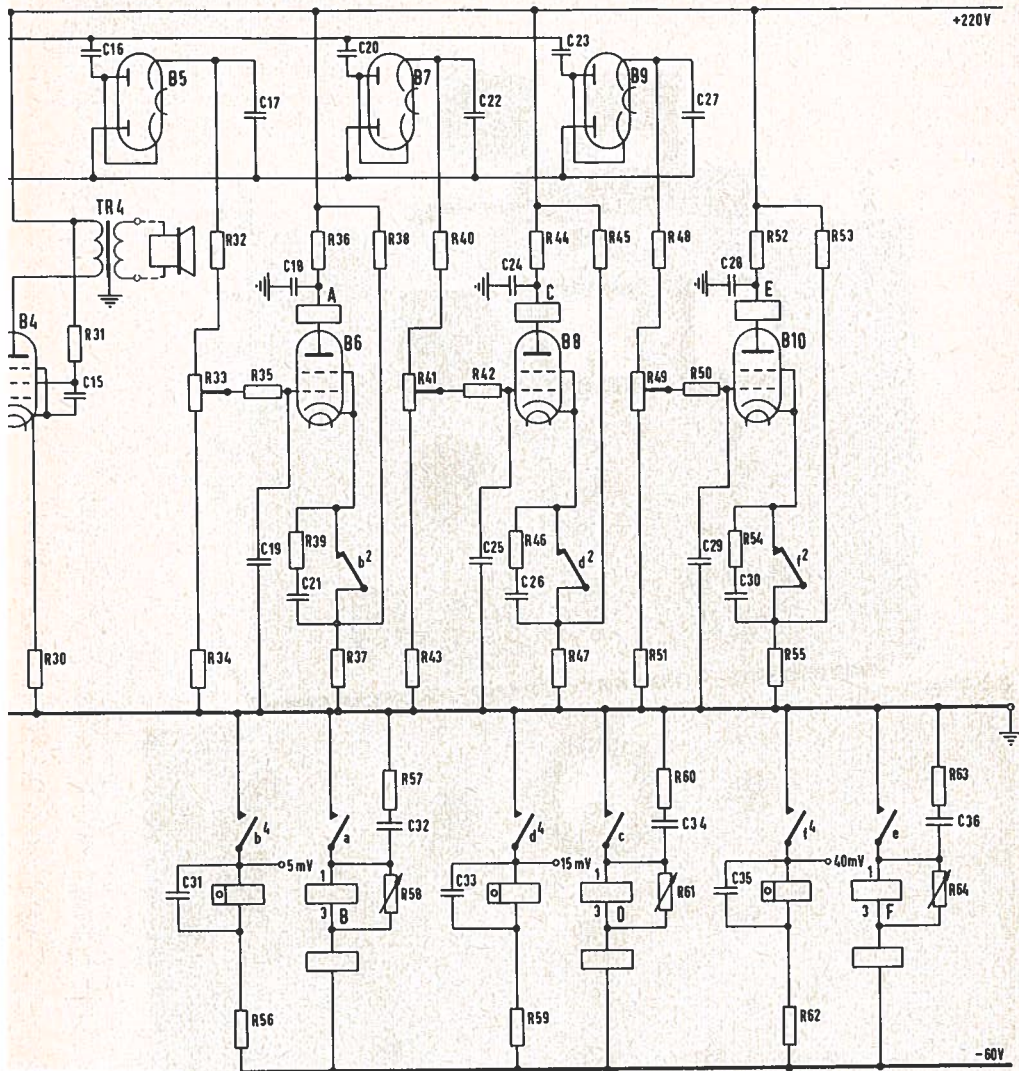 +220V
C16
B5
C17
C20
B7
C22
C23
B9
C27
TR4
R32
R36
R38
R40
R44
R45
R48
R52
R53
C18
C24
C28
A
C
E
B4
R31
C15
B6
B8
B10
R33
R35
R41
R42
R49
R50
C19
R39
b2
C21
C25
R46
d2
C26
C29
R54
f2
C30
R30
R34
R37
R43
R47
R51
R55
R57
C32
R60
C34
R63
C36
b4
a
d4
c
f4
e
5mV
15mV
40mV
C31
1
3
B
R58
C33
1
3
D
R61
C35
1
3
F
R64
R56
R59
R62
-60V